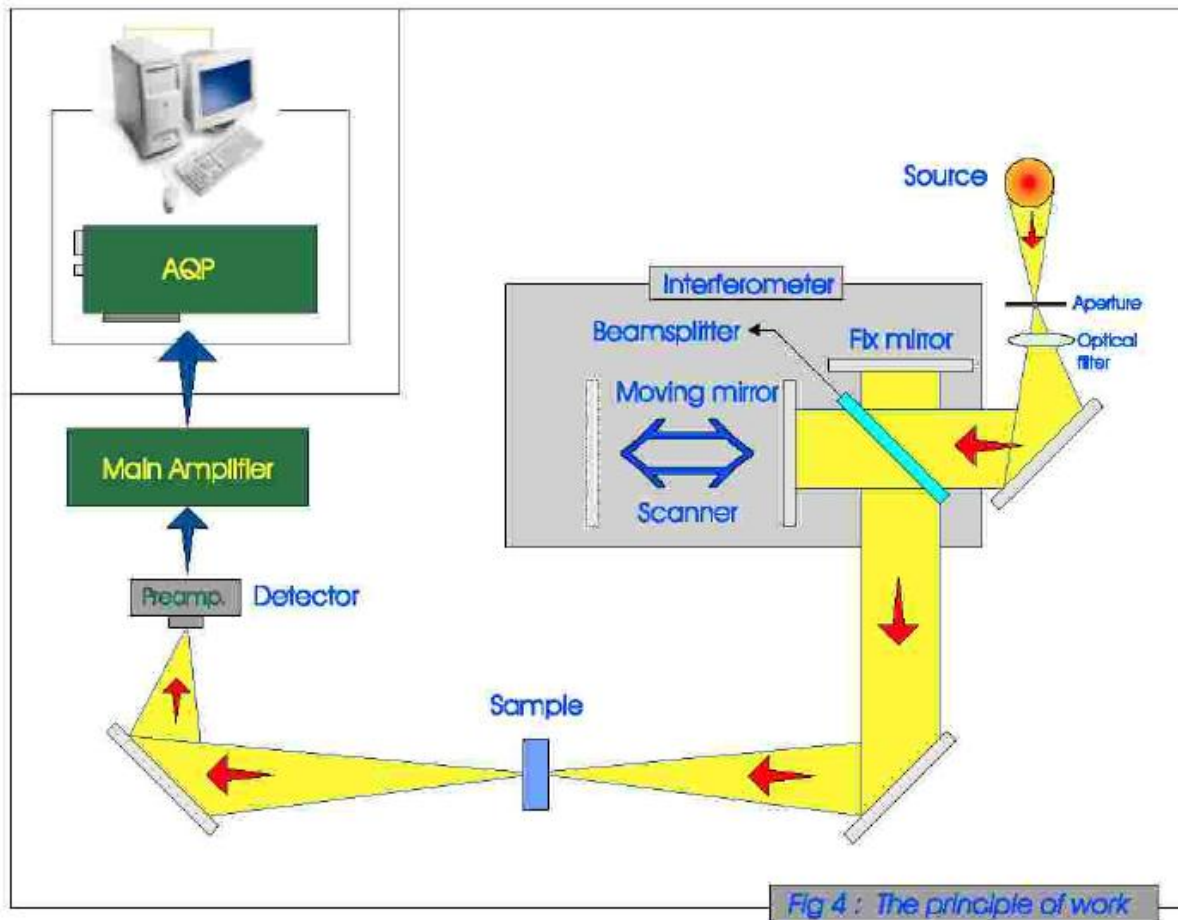 Source
AQP
Interferometer
Aperture
Beamsplitter
Fix mirror
Optical
filter
Moving mirror
Main Amplifier
Scanner
Preamp.
Detector
Sample
Fig 4 : The principle of work